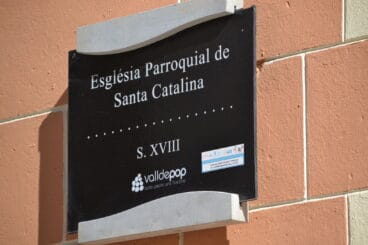 Església Parroquial de
Santa Catalina
S. XVIII
valldepop